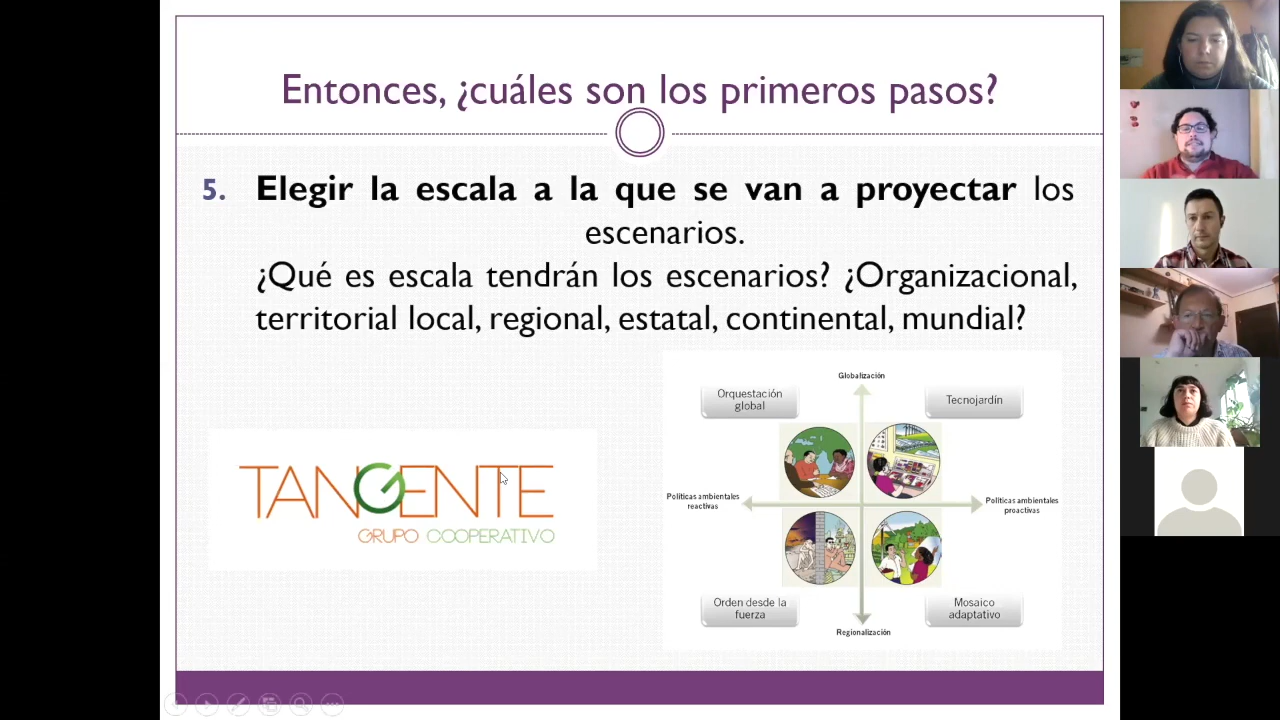 Entonces, ¿cuáles son los primeros pasos?
5. Elegir la escala a la que se van a proyectar los
escenarios.
¿Qué es escala tendrán los escenarios? ¿Organizacional,
territorial local, regional, estatal, continental, mundial?
TANGENTE
GRUPO COOPERATIVO
Globalización
Orquestación
global
Tecnojardín
Políticas ambientales
reactivas
Políticas ambientales
proactivas
Orden desde la
fuerza
Mosaico
adaptativo
Regionalización